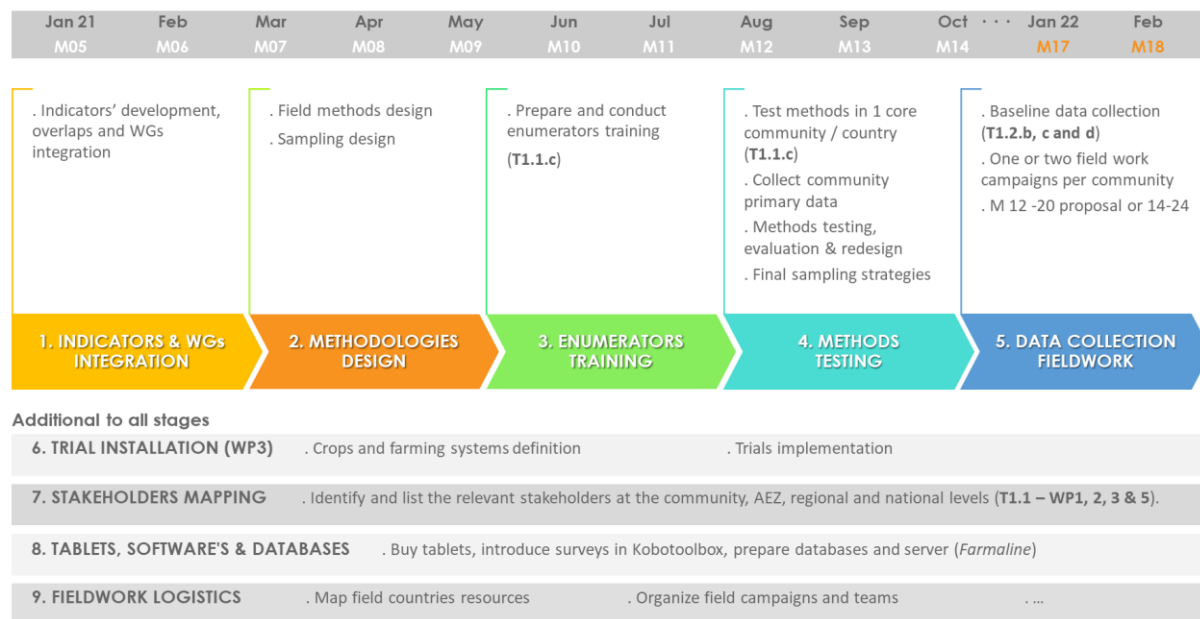 Jan 21 Feb Mar Apr May Jun Jul Aug Sep Oct · · · Jan 22 Feb
M05 M06 M07 M08 M09 M10 M11 M12 M13 M14 M17 M18
. Indicators’ development,
overlaps and WGs
integration
. Field methods design
. Sampling design
. Prepare and conduct
enumerators training
(T1.1.c)
. Test methods in 1 core
community / country
(T1.1.c)
. Collect community
primary data
. Methods testing,
evaluation & redesign
. Final sampling strategies
. Baseline data collection
(T1.2.b, c and d)
. One or two field work
campaigns per community
. M 12 -20 proposal or 14-24
1. INDICATORS & WGs
INTEGRATION
2. METHODOLOGIES
DESIGN
3. ENUMERATORS
TRAINING
4. METHODS
TESTING
5. DATA COLLECTION
FIELDWORK
Additional to all stages
6. TRIAL INSTALLATION (WP3) . Crops and farming systems definition . Trials implementation
7. STAKEHOLDERS MAPPING . Identify and list the relevant stakeholders at the community, AEZ, regional and national levels (T1.1 – WP1, 2, 3 & 5).
8. TABLETS, SOFTWARE'S & DATABASES . Buy tablets, introduce surveys in Kobotoolbox, prepare databases and server (Farmaline)
9. FIELDWORK LOGISTICS . Map field countries resources . Organize field campaigns and teams . ...